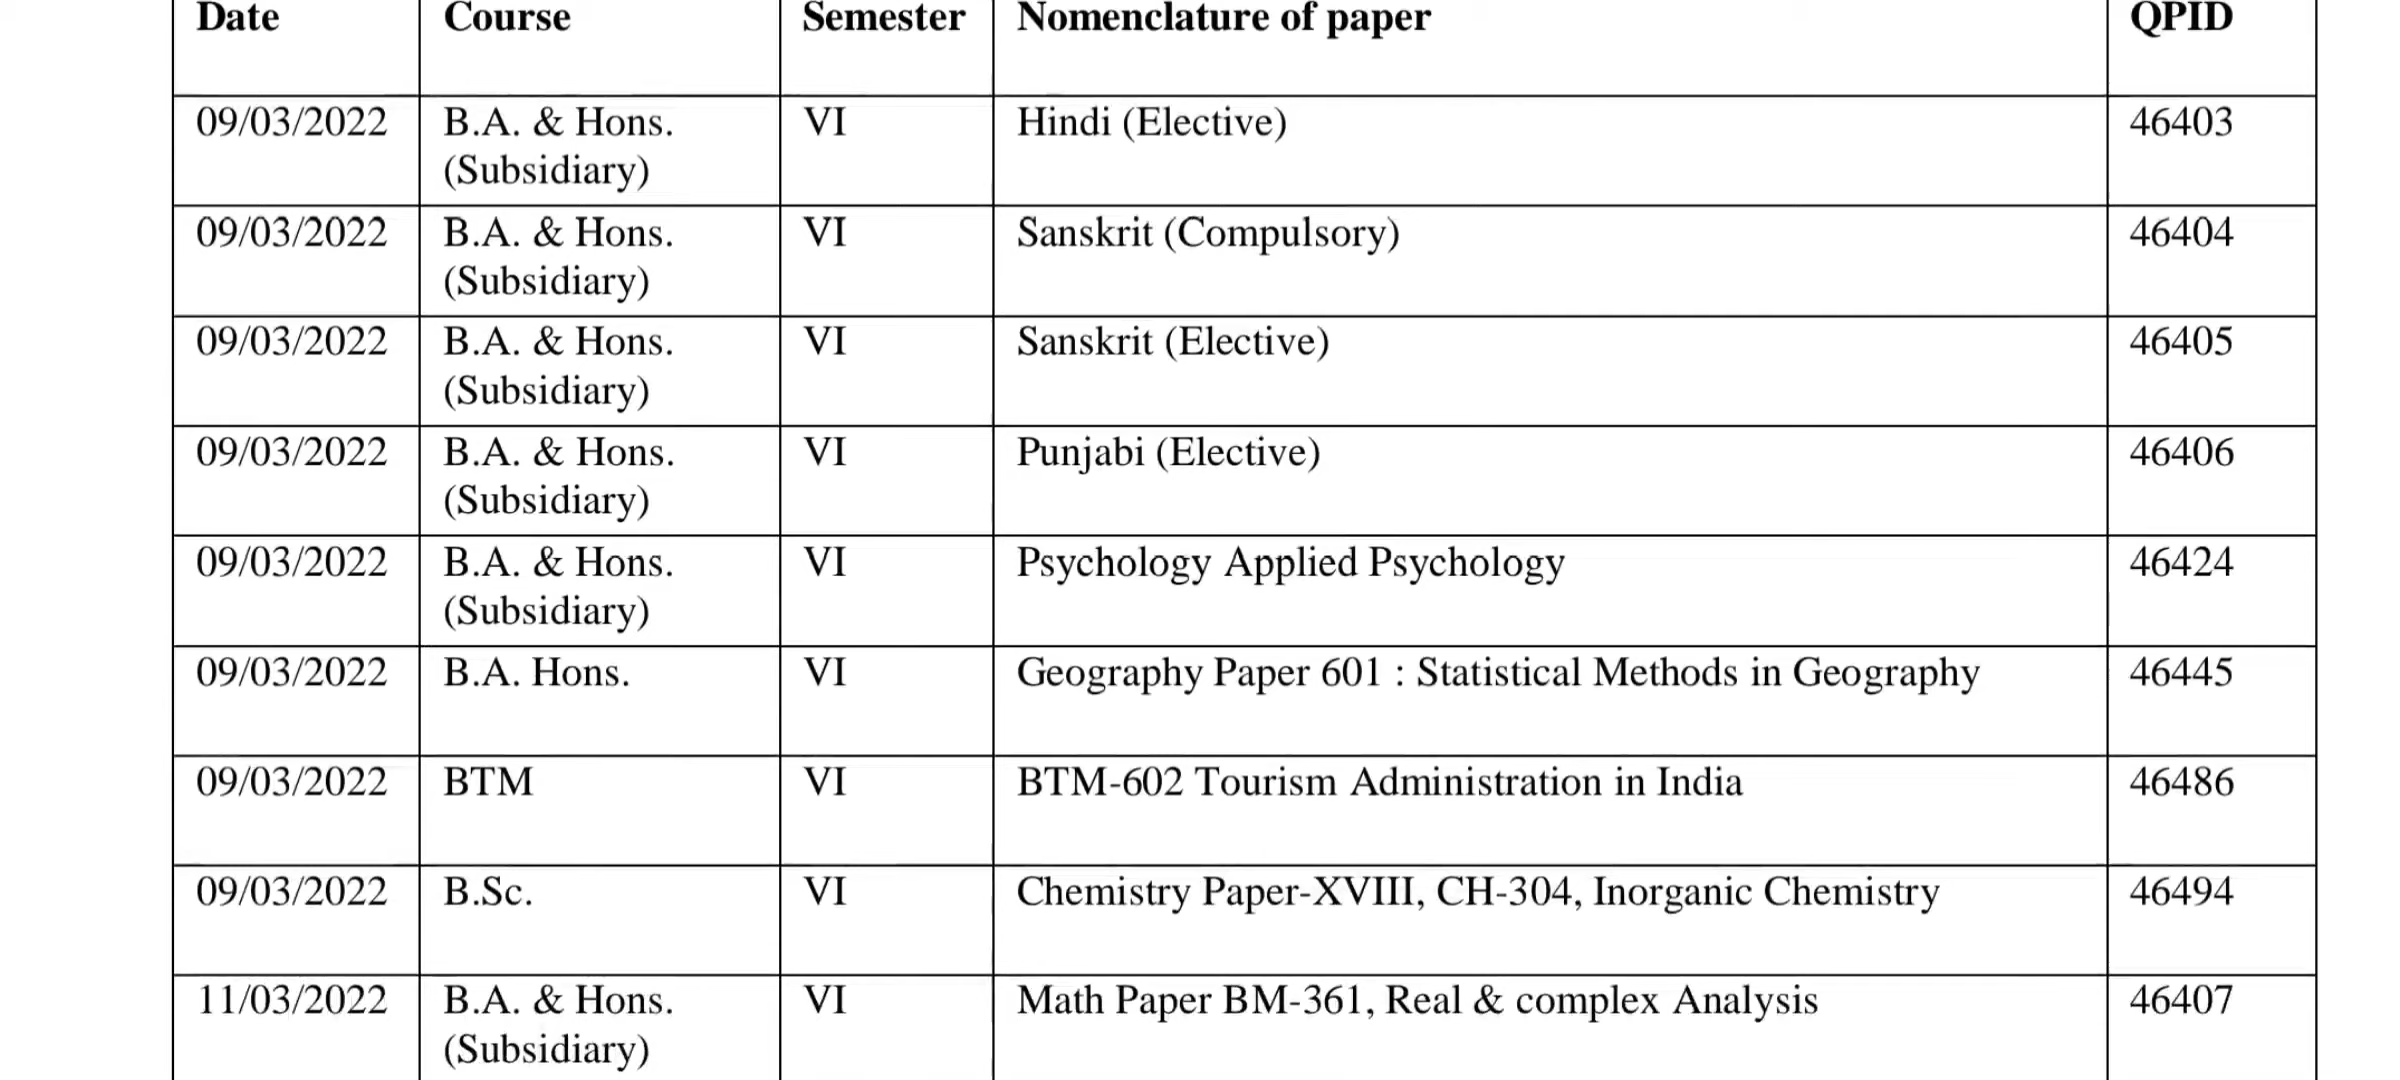 Date Course Semester Nomenclature of paper QPID
09/03/2022 B.A. & Hons. VI Hindi (Elective) 46403
(Subsidiary)
09/03/2022 B.A. & Hons. VI Sanskrit (Compulsory) 46404
(Subsidiary)
09/03/2022 B.A. & Hons. VI Sanskrit (Elective) 46405
(Subsidiary)
09/03/2022 B.A. & Hons. VI Punjabi (Elective) 46406
(Subsidiary)
09/03/2022 B.A. & Hons. VI Psychology Applied Psychology 46424
(Subsidiary)
09/03/2022 B.A. Hons. VI Geography Paper 601 : Statistical Methods in Geography 46445
09/03/2022 BTM VI BTM-602 Tourism Administration in India 46486
09/03/2022 B.Sc. VI Chemistry Paper-XVIII, CH-304, Inorganic Chemistry 46494
11/03/2022 B.A. & Hons. VI Math Paper BM-361, Real & complex Analysis 46407
(Subsidiary)